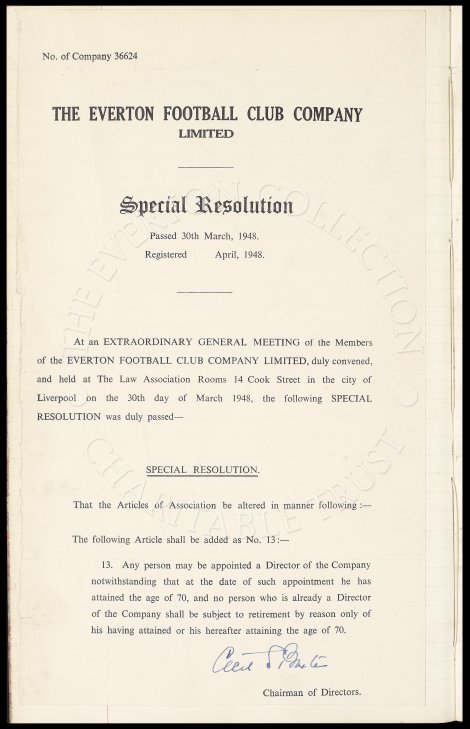 No. of Company 36624
THE EVERTON FOOTBALL CLUB COMPANY
LIMITED
Special Resolution
Passed 30th March, 1948.
Registered April, 1948.
At an EXTRAORDINARY GENERAL MEETING of the Members
of the EVERTON FOOTBALL CLUB COMPANY LIMITED, duly convened,
and held at The Law Association Rooms 14 Cook Street in the city of
Liverpool on the 30th day of March 1948, the following SPECIAL
RESOLUTION was duly passed—
SPECIAL RESOLUTION.
That the Articles of Association be altered in manner following :—
The following Article shall be added as No. 13 :—
13. Any person may be appointed a Director of the Company
notwithstanding that at the date of such appointment he has
attained the age of 70, and no person who is already a Director
of the Company shall be subject to retirement by reason only of
his having attained or his hereafter attaining the age of 70.
Cecil S Baxter
Chairman of Directors.
THE EVERTON COLLECTION
CHARITABLE TRUST ©